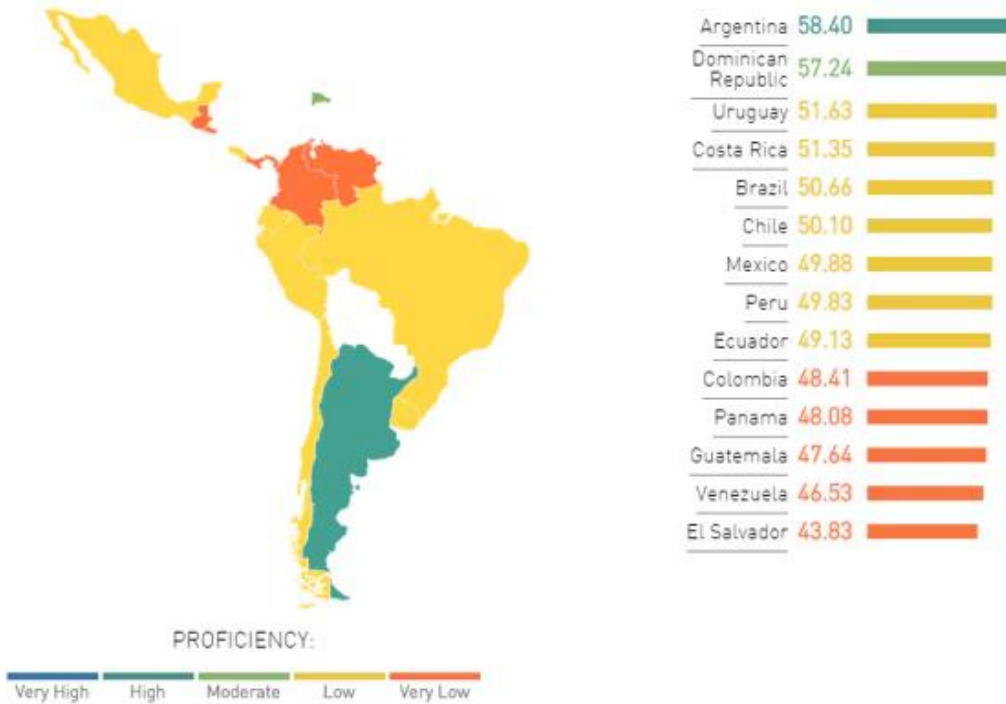 Argentina 58.40
Dominican
Republic 57.24
Uruguay 51.63
Costa Rica 51.35
Brazil 50.66
Chile 50.10
Mexico 49.88
Peru 49.83
Ecuador 49.13
Colombia 48.41
Panama 48.08
Guatemala 47.64
Venezuela 46.53
El Salvador 43.83
PROFICIENCY:
Very High High Moderate Low Very Low